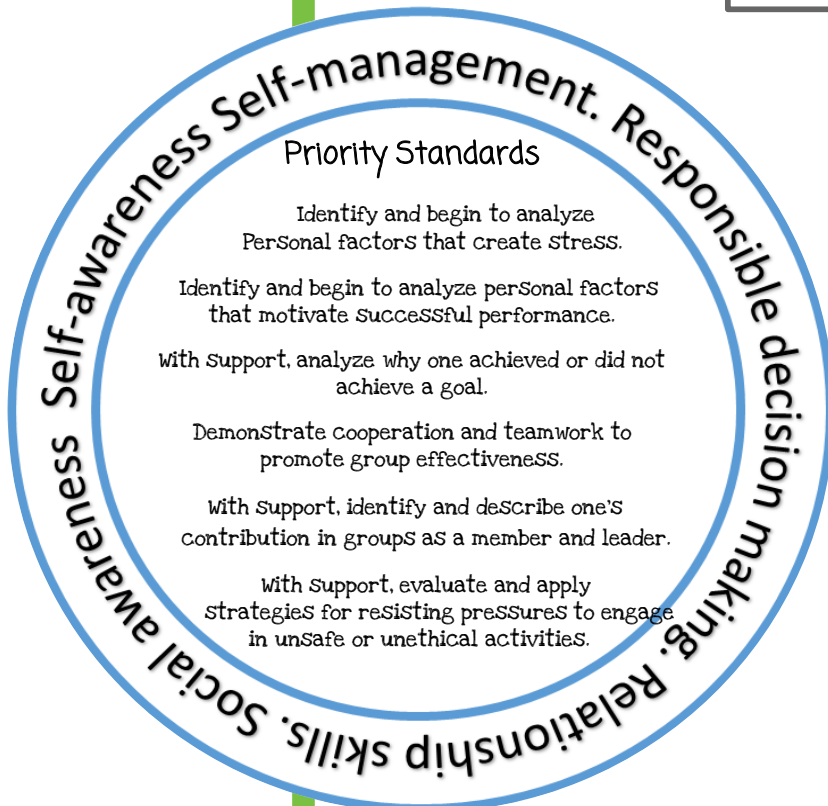 Self-awareness Self-management. Responsible decision making. Relationship skills. Social awareness
Priority Standards
Identify and begin to analyze
Personal factors that create stress.
Identify and begin to analyze personal factors
that motivate successful performance.
With support, analyze why one achieved or did not
achieve a goal.
Demonstrate cooperation and teamwork to
promote group effectiveness.
With support, identify and describe one's
contribution in groups as a member and leader.
With support, evaluate and apply
strategies for resisting pressures to engage
in unsafe or unethical activities.